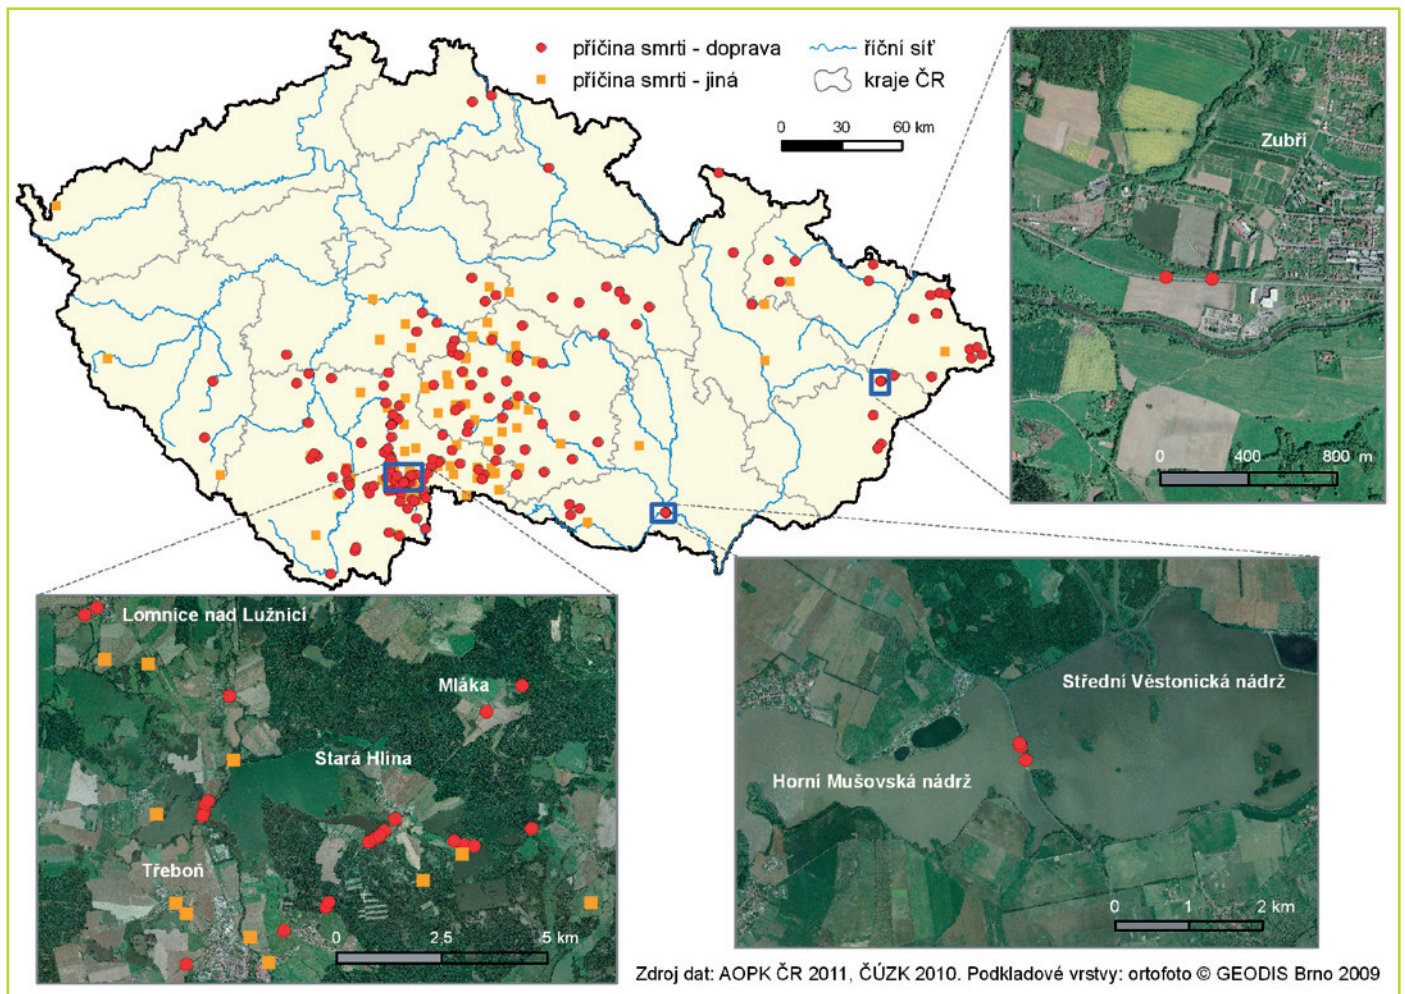 příčina smrti - doprava
říční síť
příčina smrti - jiná
kraje ČR
0 30 60 km
Zubří
0 400 800 m
Lomnice nad Lužnicí
Mláka
Stará Hlína
Třeboň
0 2,5 5 km
Střední Věstonická nádrž
Horní Mušovská nádrž
0 1 2 km
Zdroj dat: AOPK ČR 2011, ČÚZK 2010. Podkladové vrstvy: ortofoto © GEODIS Brno 2009